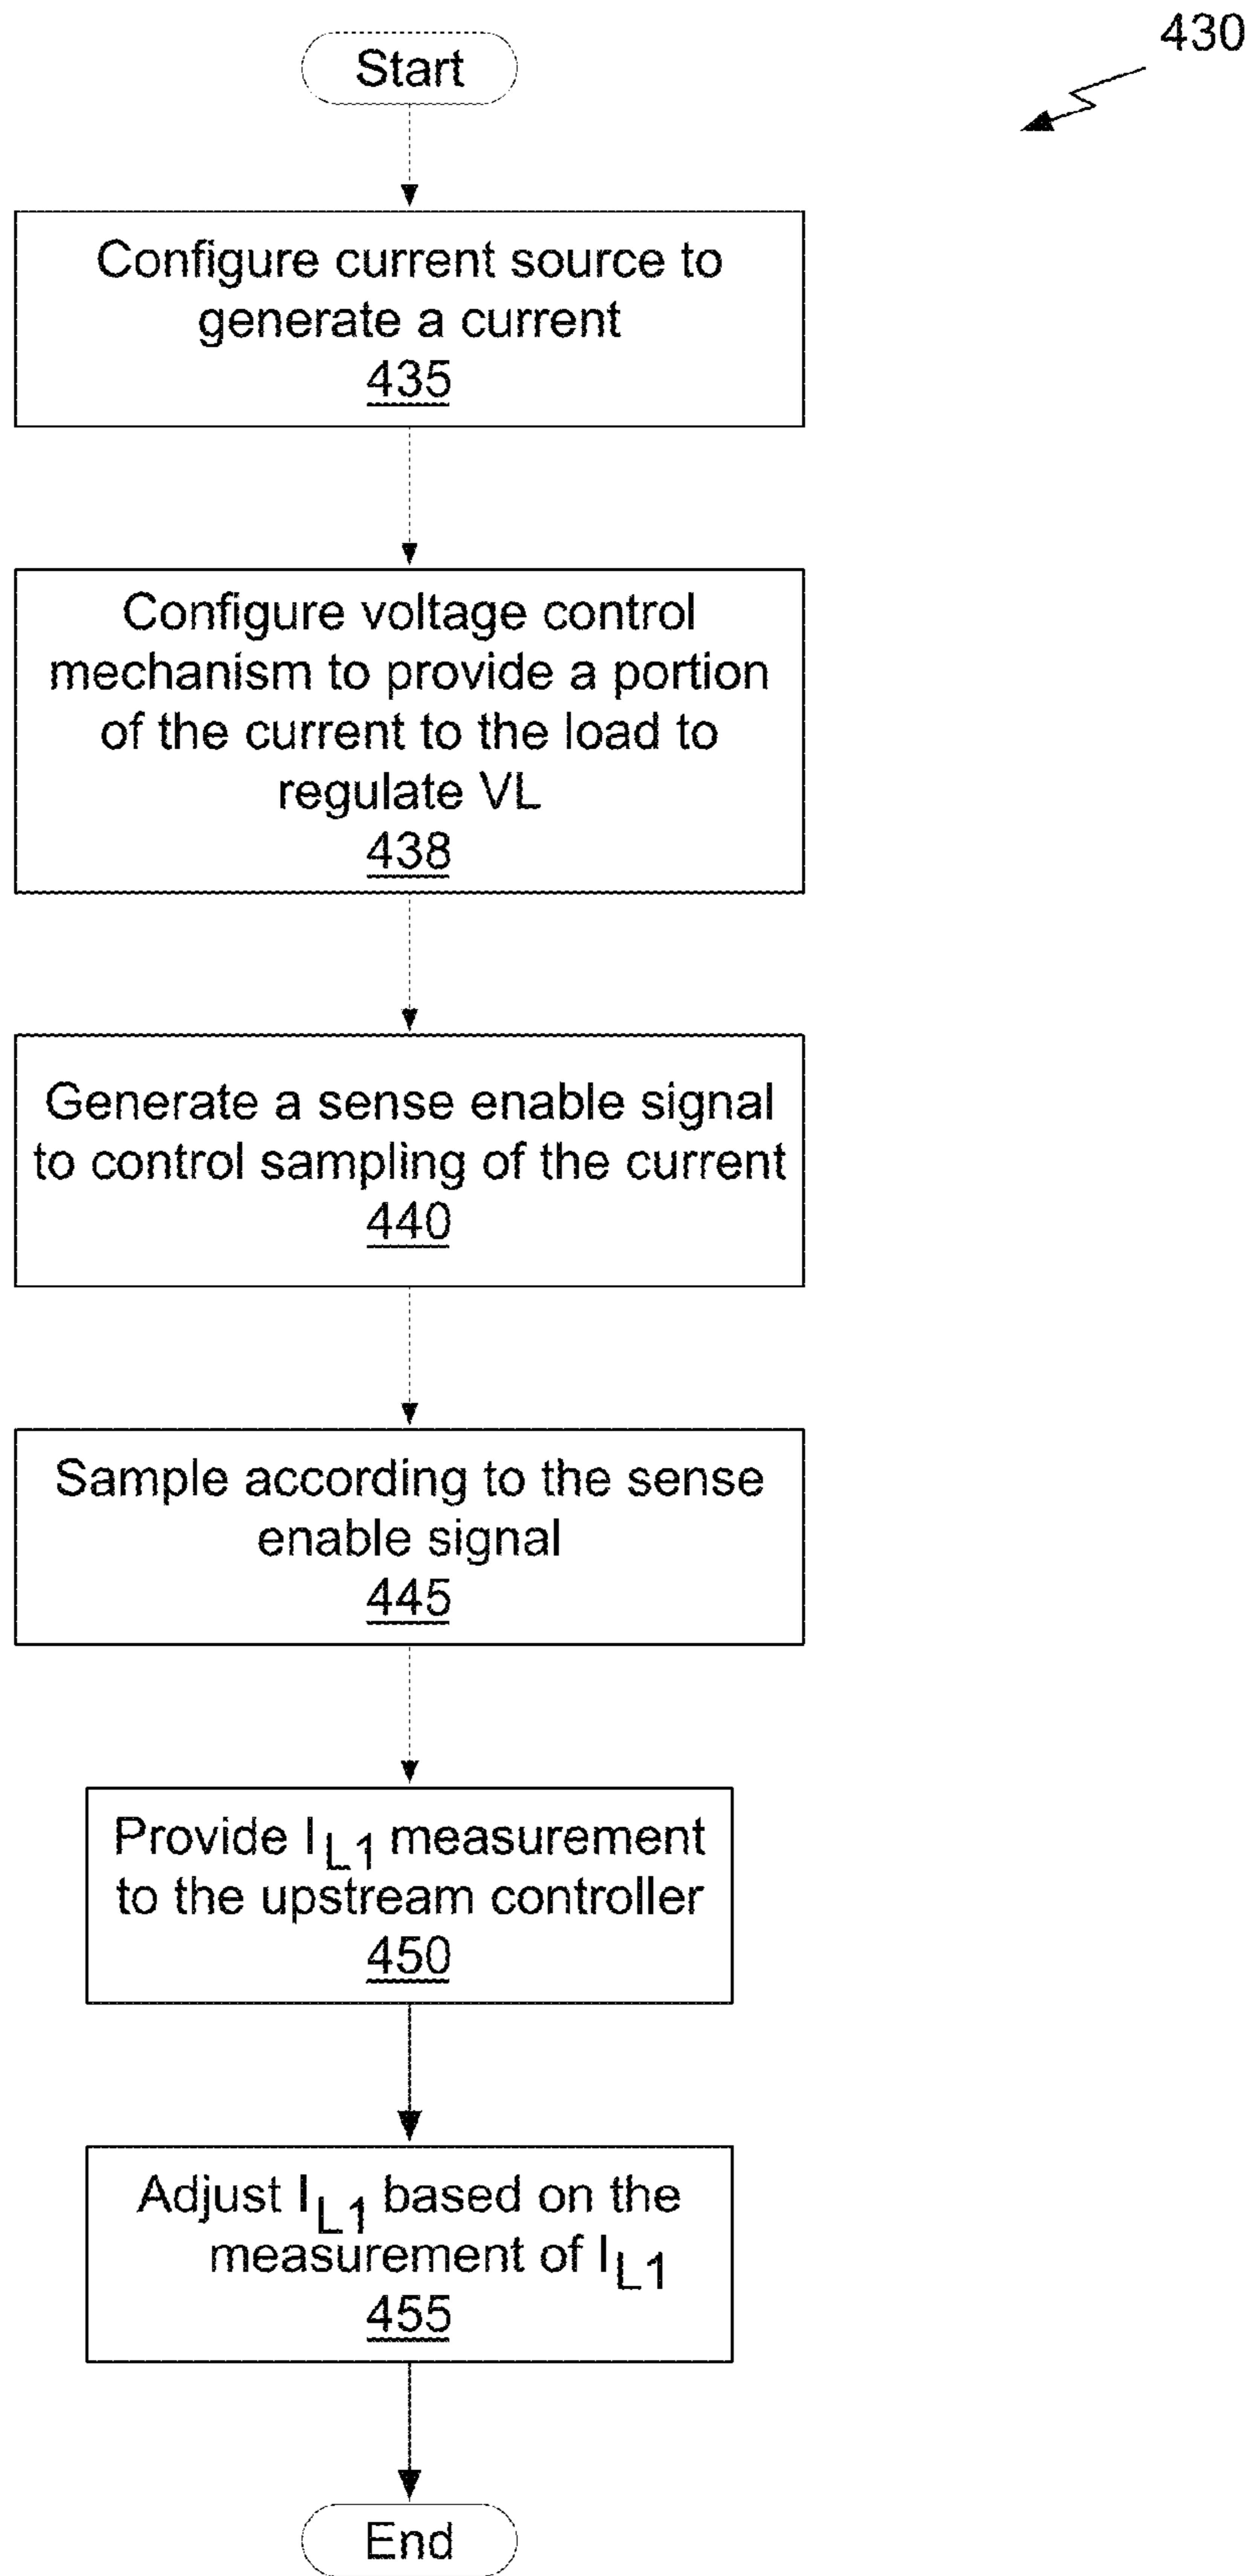 430
Start
Configure current source to
generate a current
435
Configure voltage control
mechanism to provide a portion
of the current to the load to
regulate VL
438
Generate a sense enable signal
to control sampling of the current
440
Sample according to the sense
enable signal
445
Provide I_L1 measurement
to the upstream controller
450
Adjust I_L1 based on the
measurement of I_L1
455
End